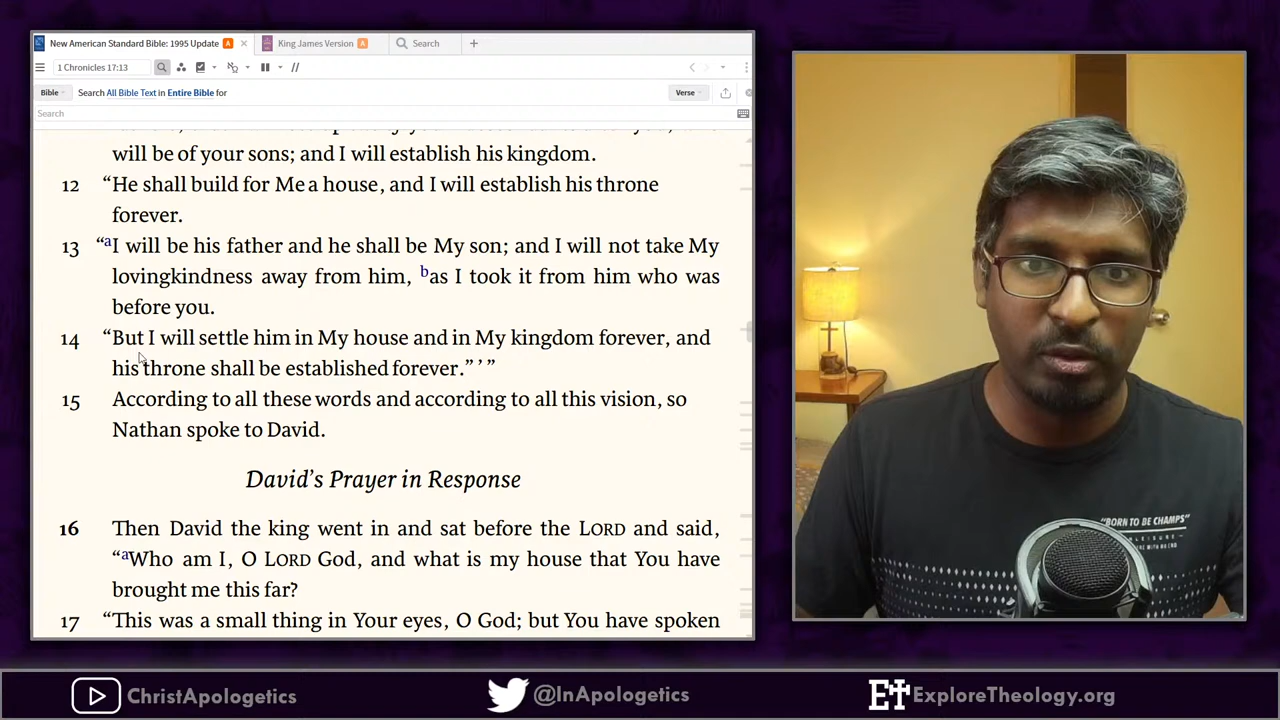 New American Standard Bible: 1995 Update A × King James Version A Search +
1 Chronicles 17:13
Bible Search All Bible Text in Entire Bible for Verse
Search
will be of your sons; and I will establish his kingdom.
12 “He shall build for Me a house, and I will establish his throne
forever.
13 “aI will be his father and he shall be My son; and I will not take My
lovingkindness away from him, bas I took it from him who was
before you.
14 “But I will settle him in My house and in My kingdom forever, and
his throne shall be established forever.” ’ ”
15 According to all these words and according to all this vision, so
Nathan spoke to David.
David’s Prayer in Response
16 Then David the king went in and sat before the LORD and said,
“aWho am I, O LORD God, and what is my house that You have
brought me this far?
17 “This was a small thing in Your eyes, O God; but You have spoken
"BORN TO BE CHAMPS"
ChristApologetics @InApologetics ET ExploreTheology.org